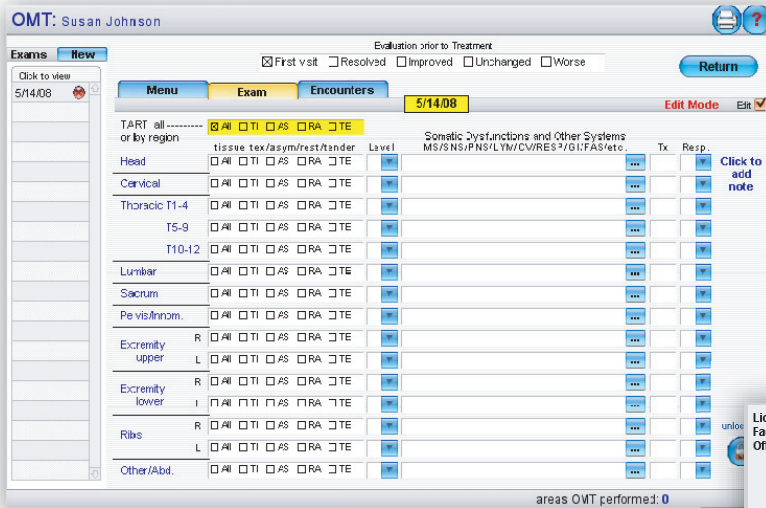 OMT: Susan Johnson
?
Exams New
Click to view
5/14/08
Evaluation prior to Treatment
First visit Resolved Improved Unchanged Worse
Return
Menu Exam Encounters
5/14/08
Edit Mode Edit
TART all ---------- All TI AS RA TE
or by region
tissue tex/asym/rest/tender Level
Somatic Dysfunctions and Other Systems
MS/SNS/PNS/LYM/CV/RESP/GI/FAS/etc. Tx Resp.
Head All TI AS RA TE ...
Click to
add
note
Cervical All TI AS RA TE ...
Thoracic T1-4 All TI AS RA TE ...
T5-9 All TI AS RA TE ...
T10-12 All TI AS RA TE ...
Lumbar All TI AS RA TE ...
Sacrum All TI AS RA TE ...
Pelvis/Innom. All TI AS RA TE ...
Extremity
upper
R All TI AS RA TE ...
L All TI AS RA TE ...
Extremity
lower
R All TI AS RA TE ...
L All TI AS RA TE ...
Ribs
R All TI AS RA TE ...
L All TI AS RA TE ...
Other/Abd. All TI AS RA TE ...
areas OMT performed: 0